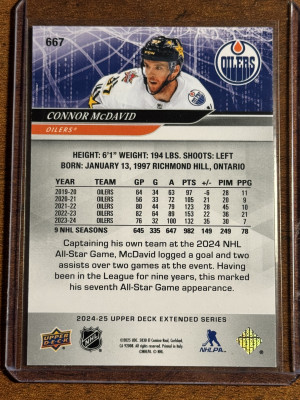 667
OILERS
CONNOR McDAVID
OILERS
HEIGHT: 6'1" WEIGHT: 194 LBS. SHOOTS: LEFT
BORN: JANUARY 13, 1997 RICHMOND HILL, ONTARIO
YEAR TEAM GP G A PTS +/- PIM PPG
2019-20 OILERS 64 34 63 97 -6 28 11
2020-21 OILERS 56 33 72 105 21 20 9
2021-22 OILERS 80 44 79 123 28 45 10
2022-23 OILERS 82 64 89 153 22 36 21
2023-24 OILERS 76 32 100 132 35 30 7
9 NHL SEASONS 645 335 647 982 149 249 78
Captaining his own team at the 2024 NHL
All-Star Game, McDavid logged a goal and two
assists over two games at the event. Having
been in the League for nine years, this marked
his seventh All-Star Game appearance.
2024-25 UPPER DECK EXTENDED SERIES
UPPER DECK
NHL
NHLPA